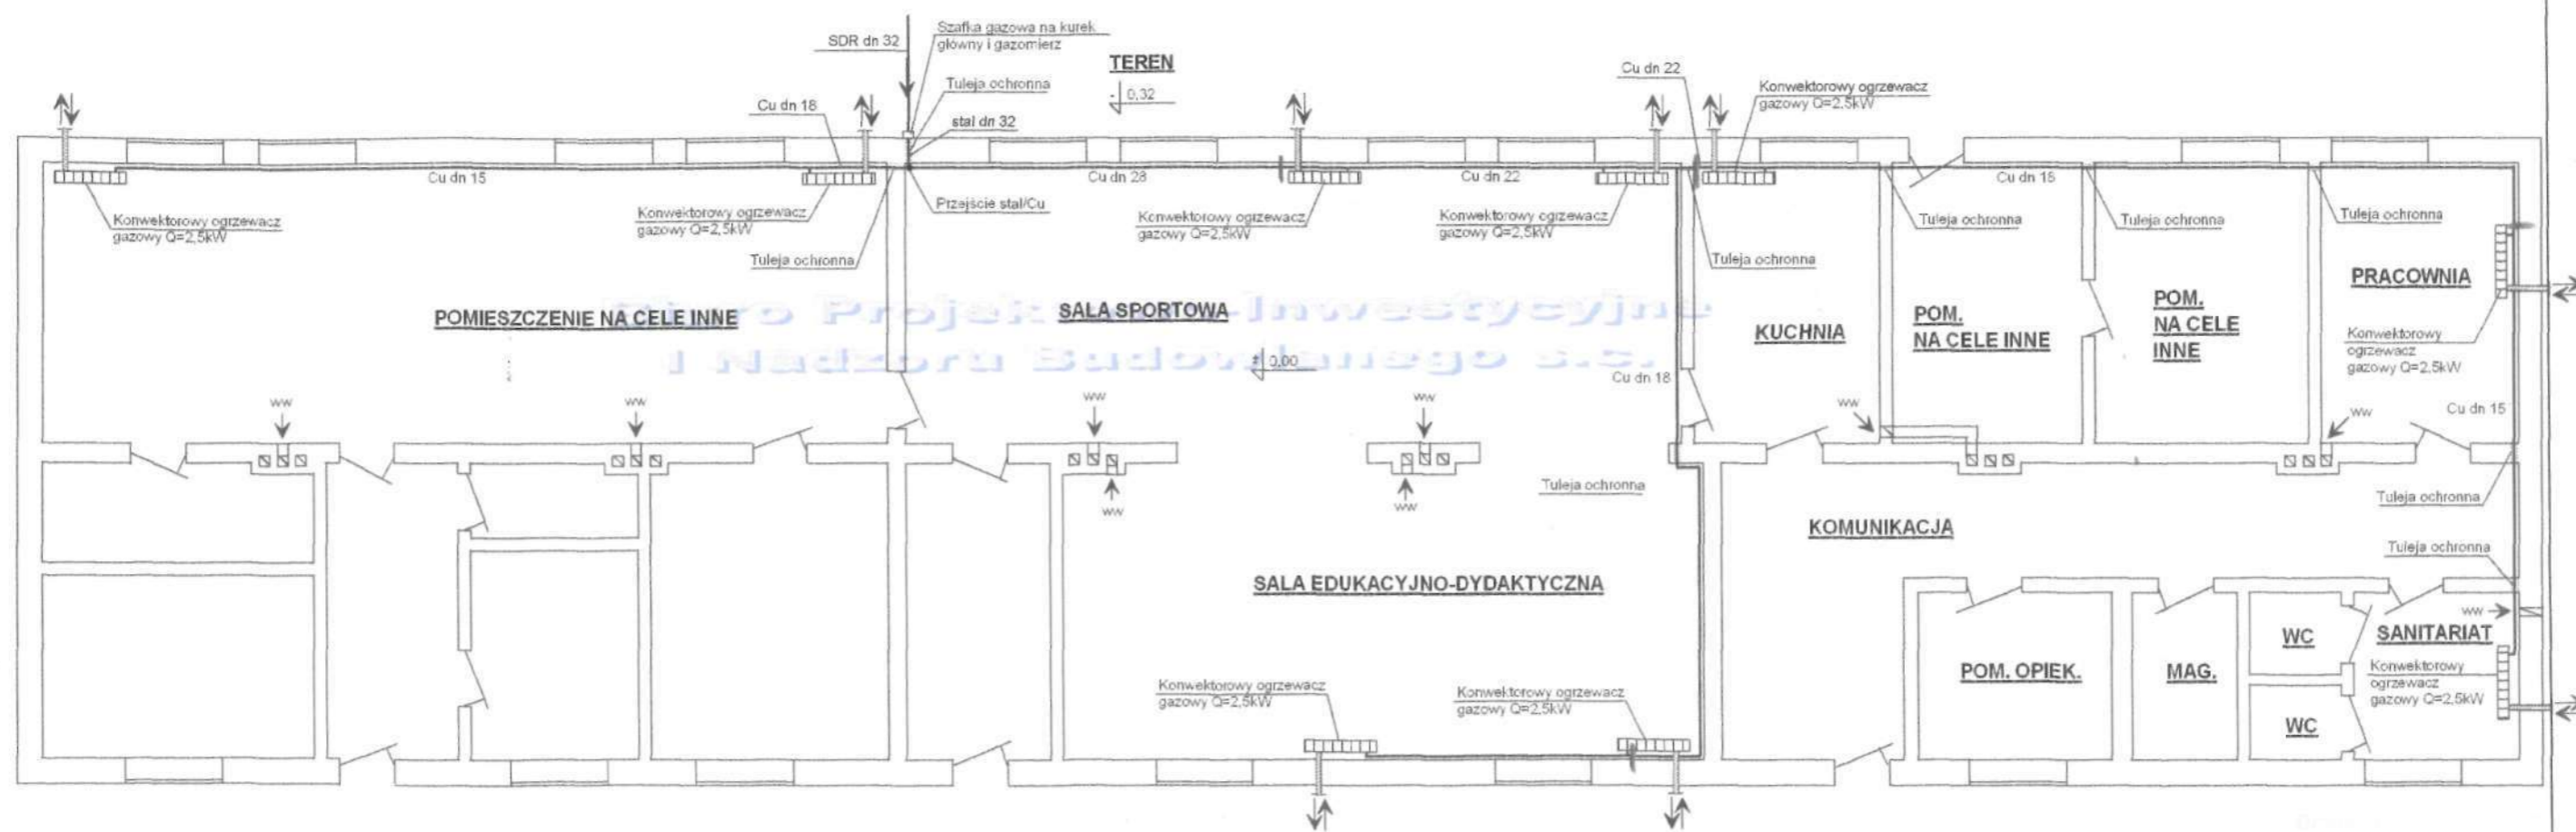 SDR dn 32
Szafka gazowa na kurek
główny i gazomierz
TEREN
Tuleja ochronna
- 0,32
Cu dn 18
stal dn 32
Cu dn 22
Konwektorowy ogrzewacz
gazowy Q=2,5kW
Cu dn 15
Cu dn 28
Cu dn 22
Cu dn 18
Konwektorowy ogrzewacz
gazowy Q=2,5kW
Konwektorowy ogrzewacz
gazowy Q=2,5kW
Przejście stal/Cu
Konwektorowy ogrzewacz
gazowy Q=2,5kW
Konwektorowy ogrzewacz
gazowy Q=2,5kW
Tuleja ochronna
Tuleja ochronna
Tuleja ochronna
Tuleja ochronna
Tuleja ochronna
POMIESZCZENIE NA CELE INNE
SALA SPORTOWA
KUCHNIA
POM.
NA CELE INNE
POM.
NA CELE
INNE
PRACOWNIA
Konwektorowy
ogrzewacz
gazowy Q=2,5kW
Inwestycyjne
i Nadzoru Budowlanego s.c.
± 0,00
Cu dn 18
Cu dn 15
ww
ww
ww
ww
ww
ww
ww
ww
Tuleja ochronna
Tuleja ochronna
KOMUNIKACJA
Tuleja ochronna
SALA EDUKACYJNO-DYDAKTYCZNA
ww
WC
SANITARIAT
POM. OPIEK.
MAG.
Konwektorowy
ogrzewacz
gazowy Q=2,5kW
WC
Konwektorowy ogrzewacz
gazowy Q=2,5kW
Konwektorowy ogrzewacz
gazowy Q=2,5kW